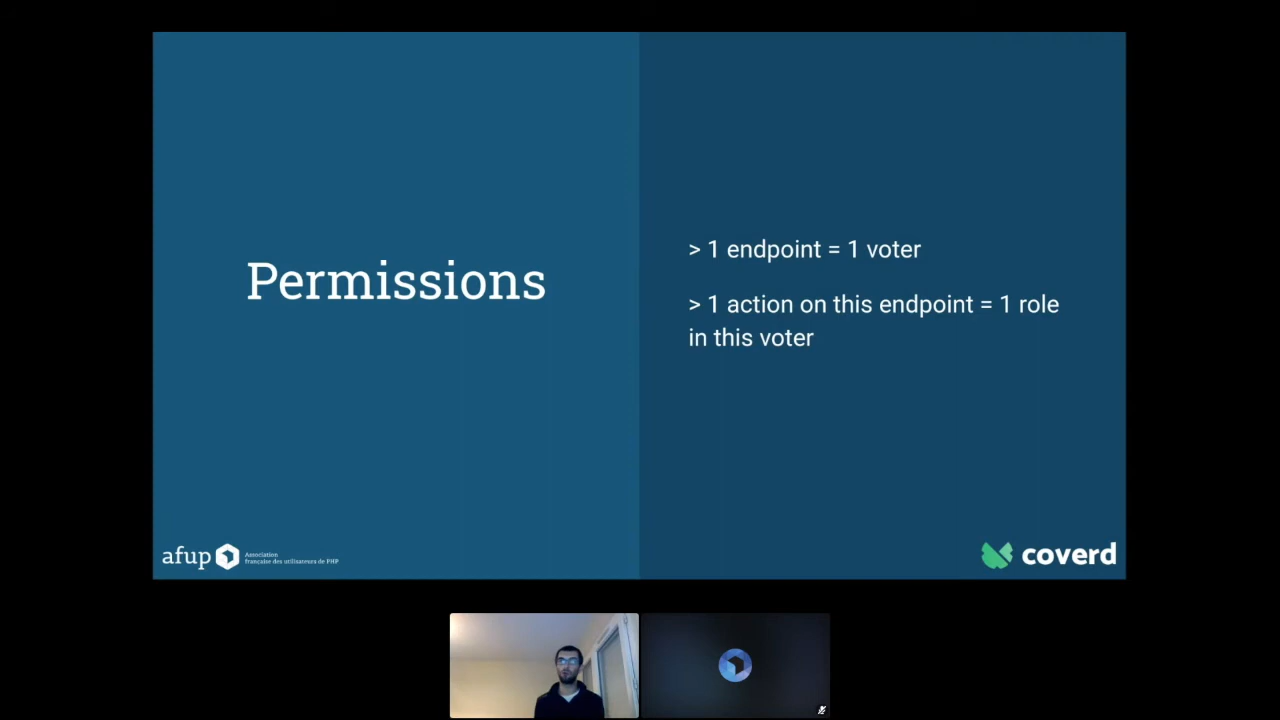 Permissions
> 1 endpoint = 1 voter
> 1 action on this endpoint = 1 role
in this voter
afup
Association
française des utilisateurs de PHP
coverd